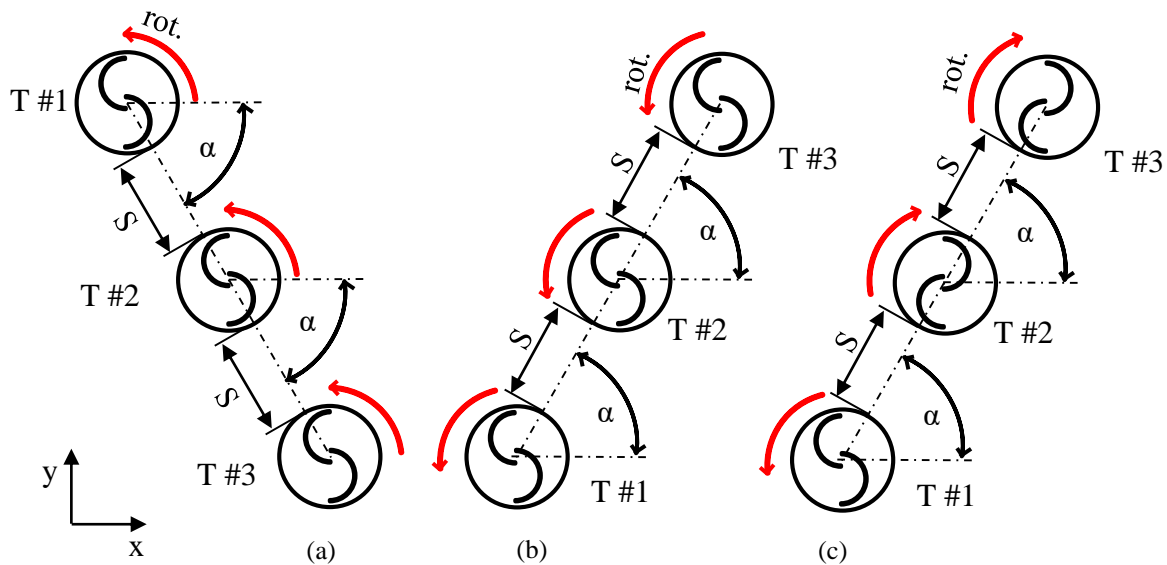 rot.
T #1
α
S
T #2
α
S
T #3
y
x
(a)
rot.
T #3
S
α
T #2
S
α
T #1
(b)
rot.
T #3
S
α
T #2
S
α
T #1
(c)